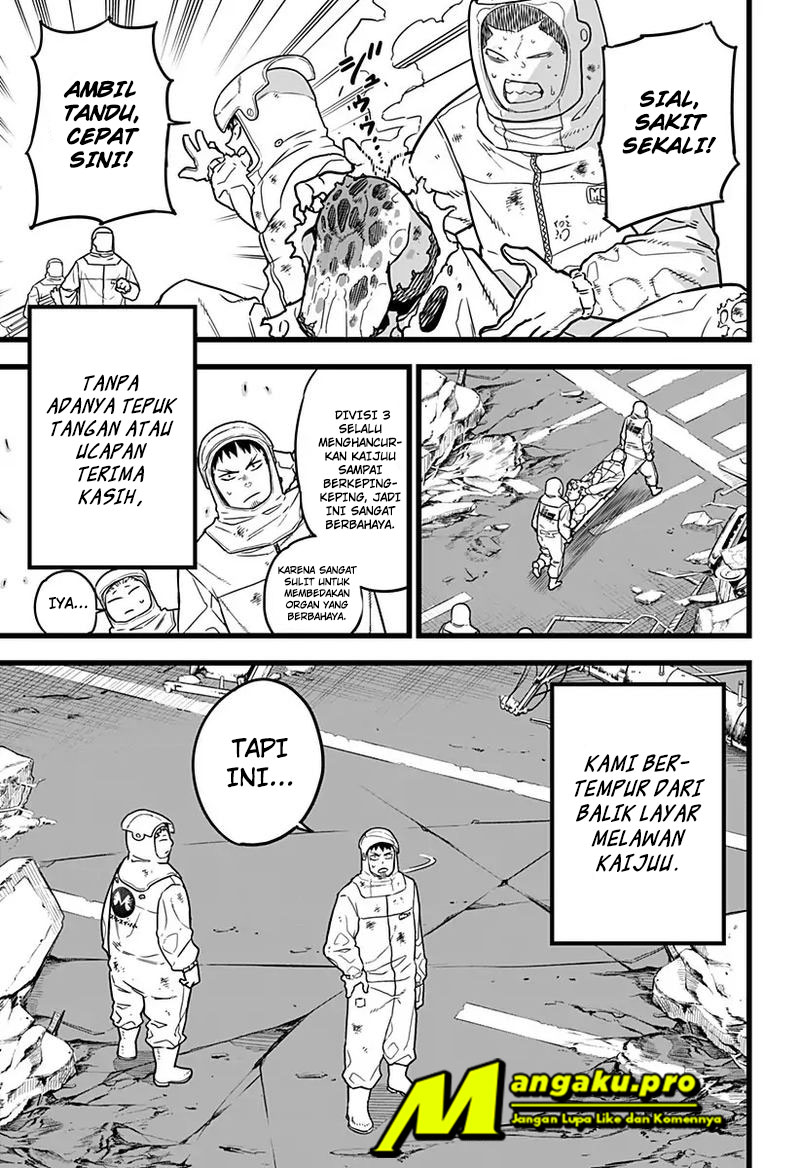 SIAL,
SAKIT
SEKALI!
AMBIL
TANDU,
CEPAT
SINI!
DIVISI 3
SELALU
MENGHANCUR-
KAN KAIJUU
SAMPAI
BERKEPING-
KEPING, JADI
INI SANGAT
BERBAHAYA.
KARENA SANGAT
SULIT UNTUK
MEMBEDAKAN
ORGAN YANG
BERBAHAYA.
IYA...
TANPA
ADANYA TEPUK
TANGAN ATAU
UCAPAN
TERIMA
KASIH,
KAMI BER-
TEMPUR DARI
BALIK LAYAR
MELAWAN
KAIJUU.
TAPI
INI...
Mangaku.pro
Jangan Lupa Like dan Komennya